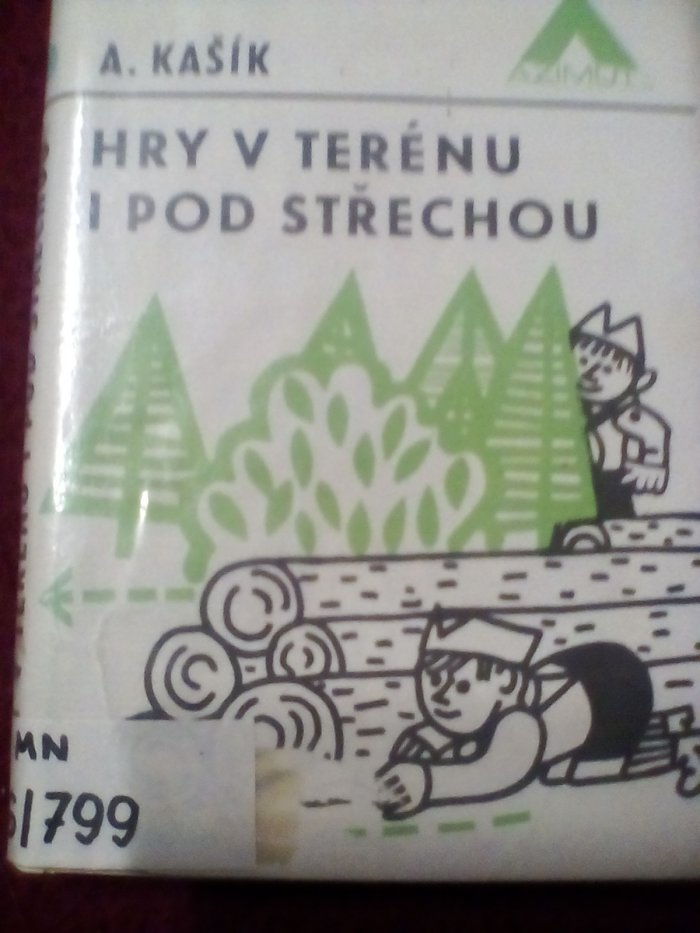 A. KAŠÍK
AZIMUT
HRY V TERÉNU
I POD STŘECHOU
MN
/799